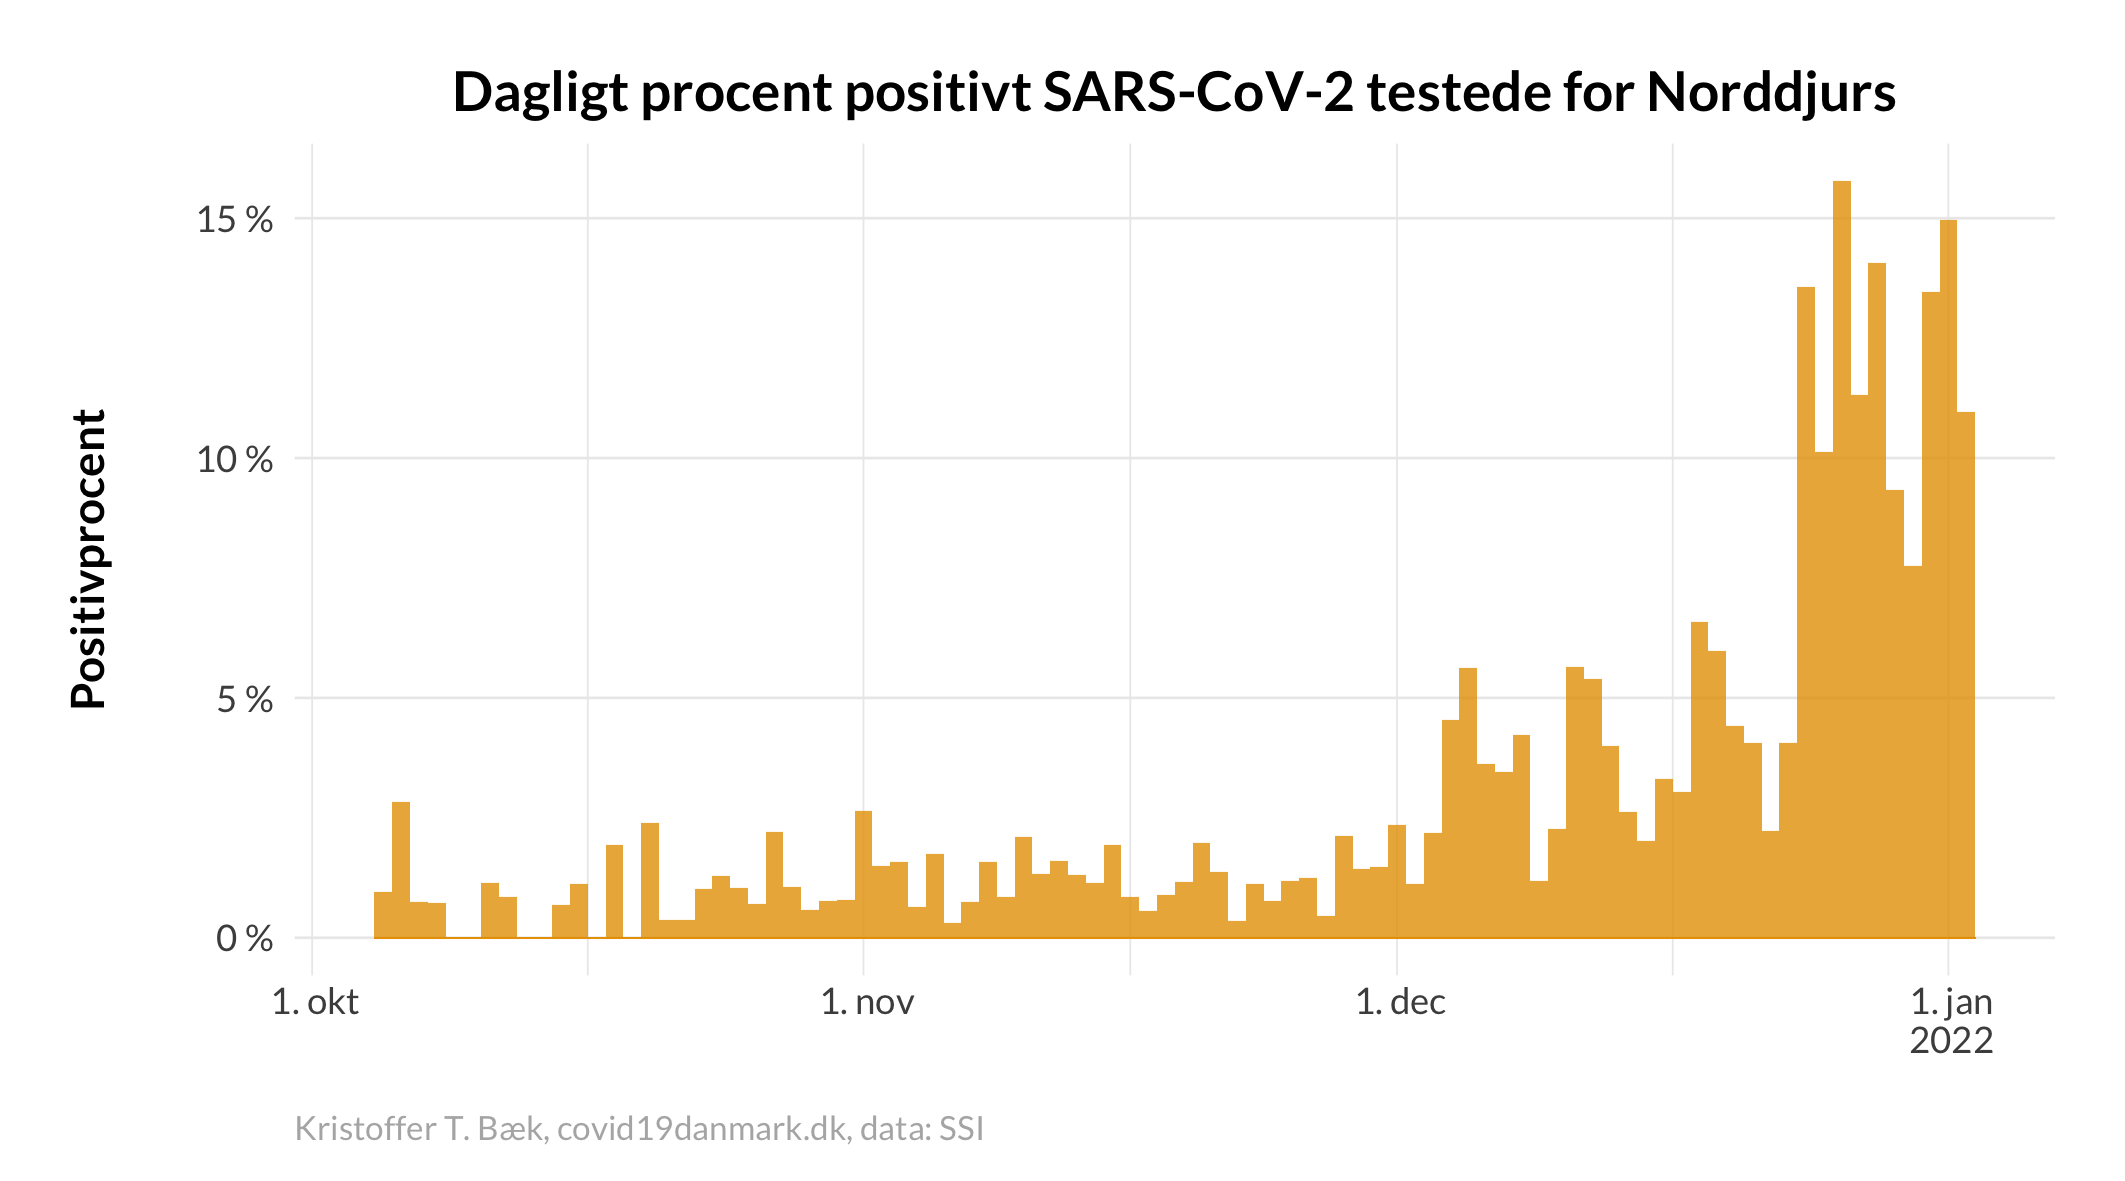 Dagligt procent positivt SARS-CoV-2 testede for Norddjurs
Positivprocent
15 %
10 %
5 %
0 %
1. okt
1. nov
1. dec
1. jan
2022
Kristoffer T. Bæk, covid19danmark.dk, data: SSI